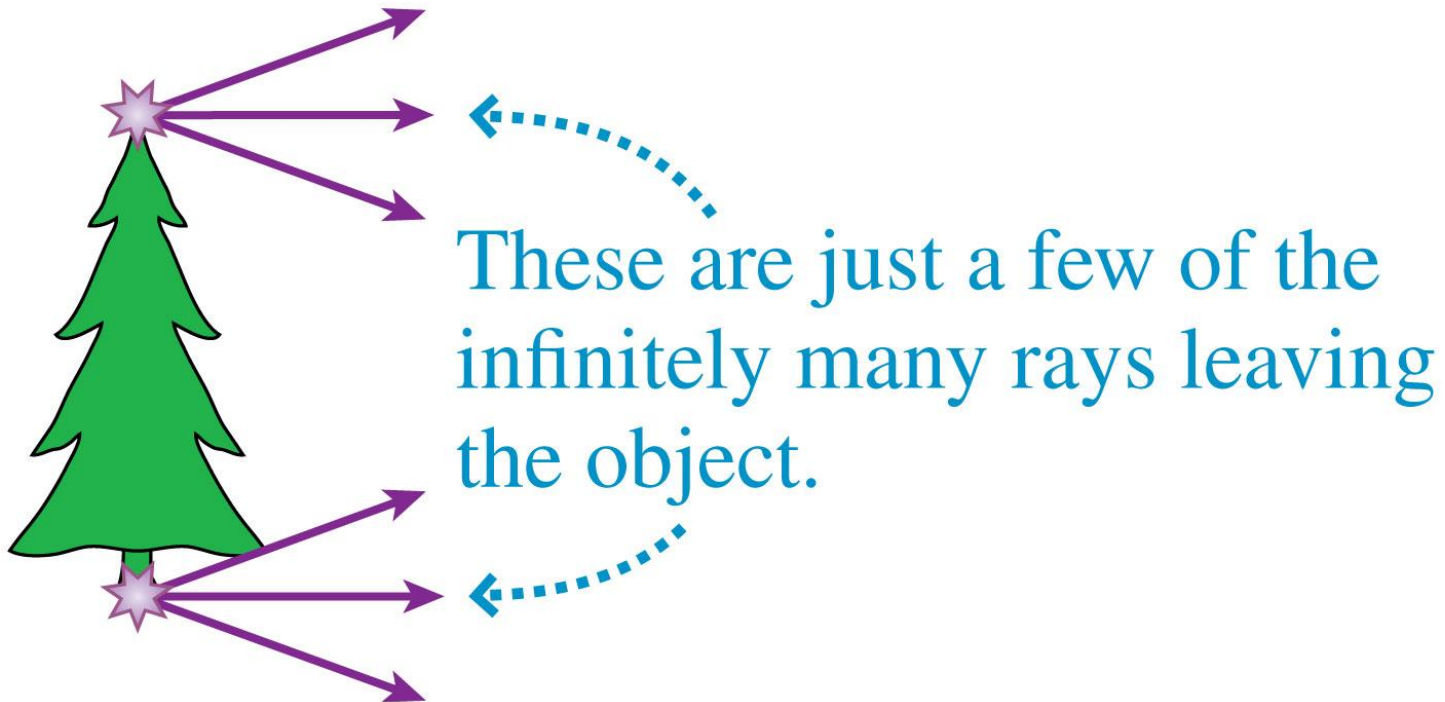 These are just a few of the
infinitely many rays leaving
the object.